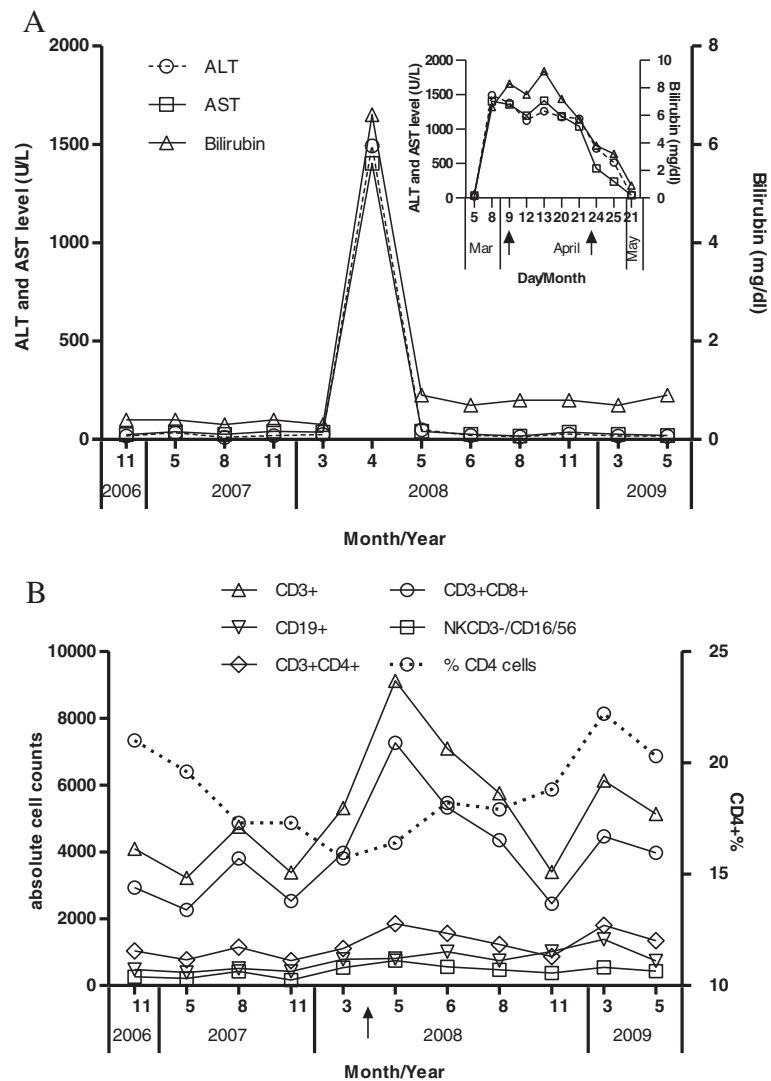 A
2000
1500
1000
500
0
ALT and AST level (U/L)
ALT
AST
Bilirubin
8
6
4
2
0
Bilirubin (mg/dl)
2000
1500
1000
500
0
ALT and AST level (U/L)
10
8
6
4
2
0
Bilirubin (mg/dl)
5 8 9 12 13 20 21 24 25 21
Mar April May
Day/Month
11 5 8 11 3 4 5 6 8 11 3 5
2006 2007 2008 2009
Month/Year
B
CD3+ CD3+CD8+
CD19+ NKCD3-/CD16/56
CD3+CD4+ % CD4 cells
10000
8000
6000
4000
2000
0
absolute cell counts
25
20
15
10
CD4+%
11 5 8 11 3 5 6 8 11 3 5
2006 2007 2008 2009
Month/Year